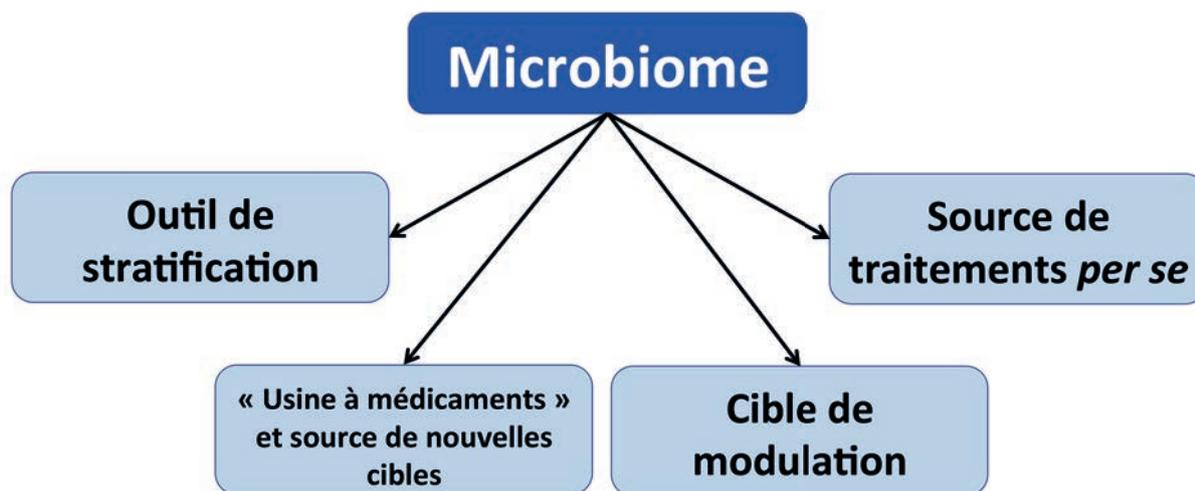 Microbiome
Outil de
stratification
Source de
traitements per se
« Usine à médicaments »
et source de nouvelles
cibles
Cible de
modulation